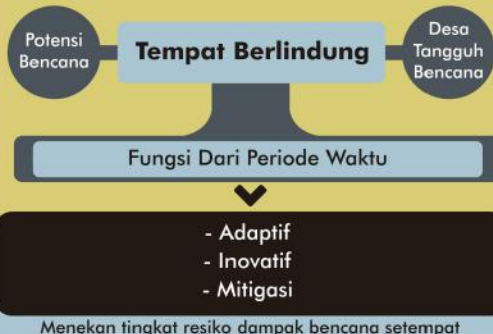 Potensi
Bencana
Tempat Berlindung
Desa
Tangguh
Bencana
Fungsi Dari Periode Waktu
- Adaptif
- Inovatif
- Mitigasi
Menekan tingkat resiko dampak bencana setempat